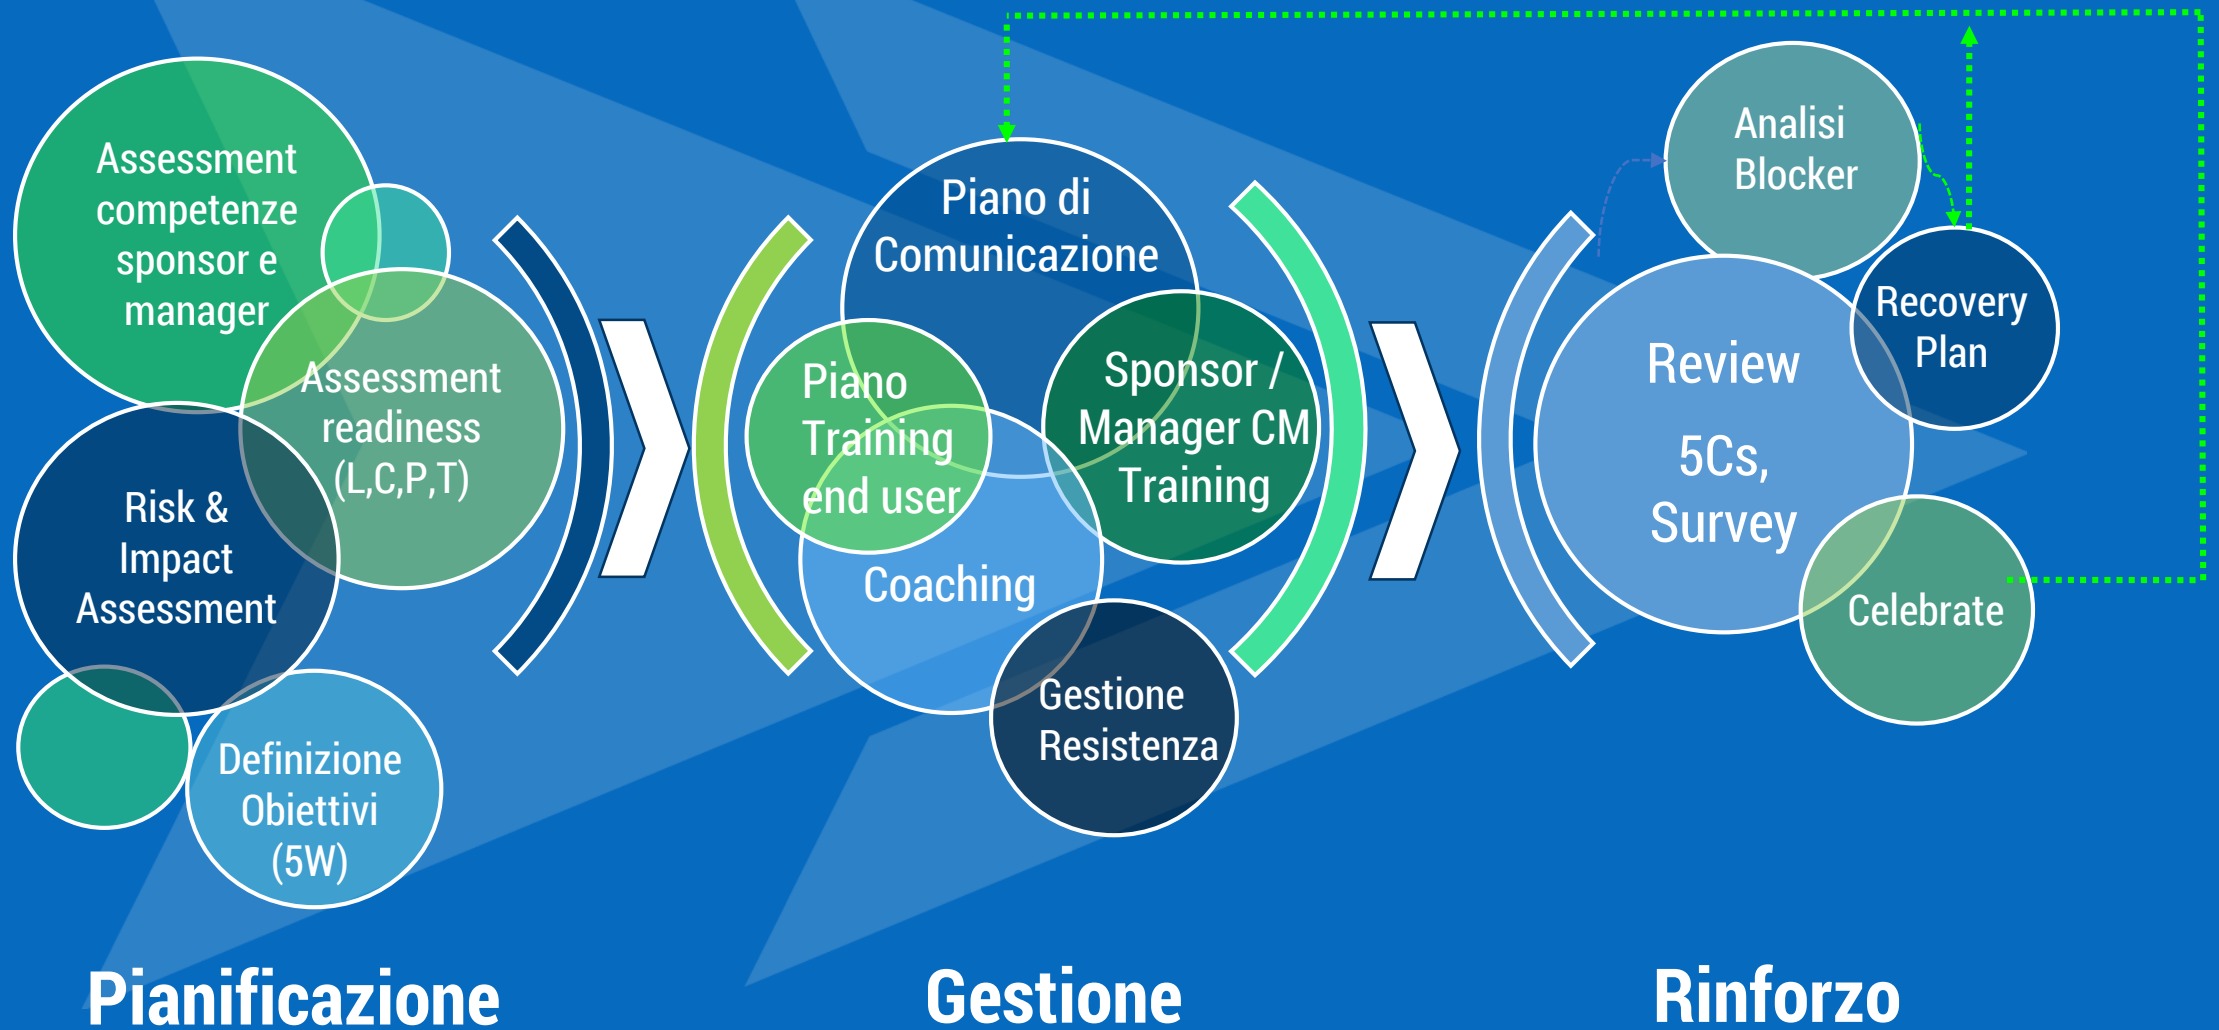 Assessment
competenze
sponsor e
manager
Assessment
readiness
(L,C,P,T)
Risk &
Impact
Assessment
Definizione
Obiettivi
(5W)
Pianificazione
Piano di
Comunicazione
Piano
Training
end user
Sponsor /
Manager CM
Training
Coaching
Gestione
Resistenza
Gestione
Analisi
Blocker
Recovery
Plan
Review
5Cs,
Survey
Celebrate
Rinforzo